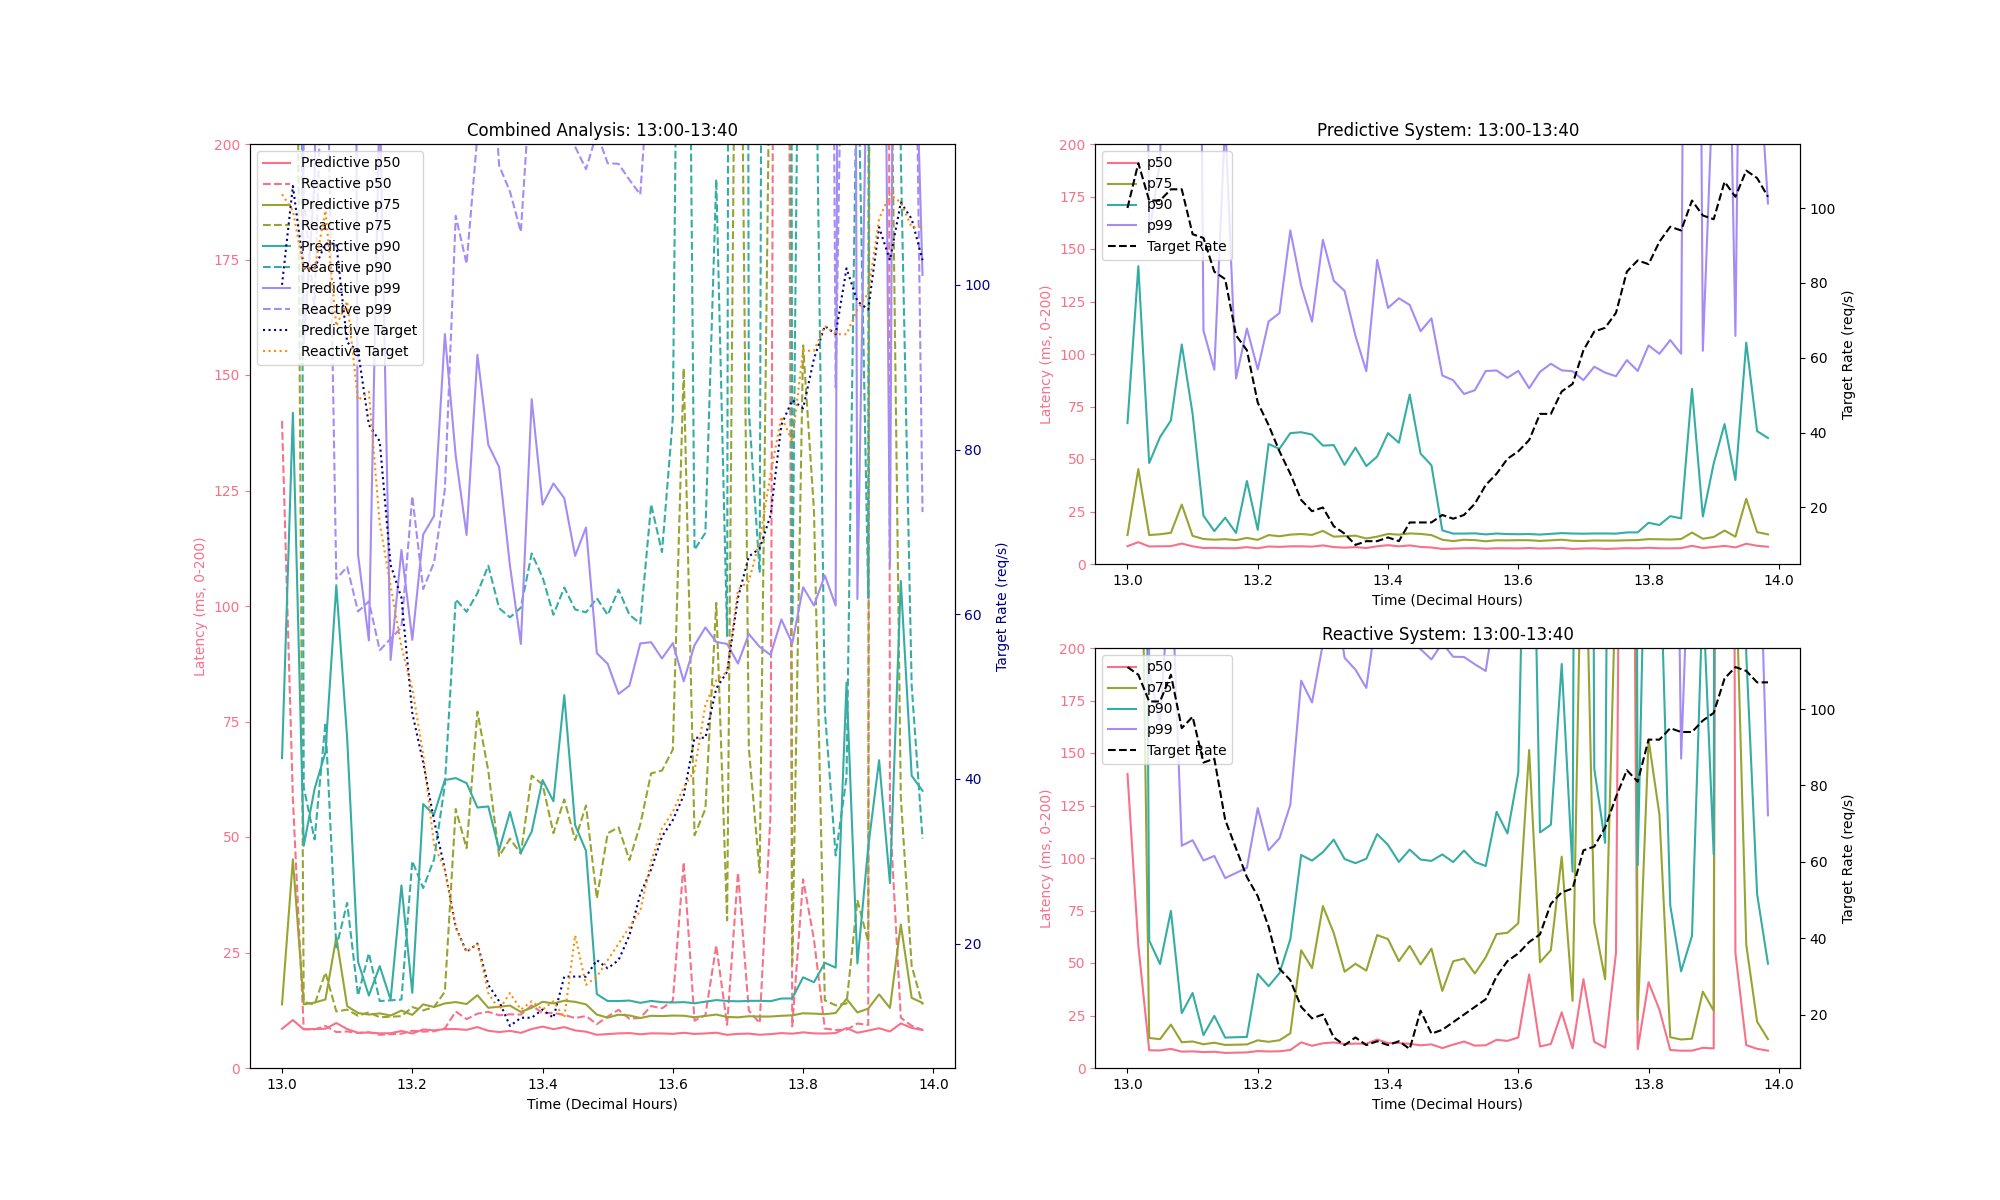 Combined Analysis: 13:00-13:40
200
175
150
125
100
75
50
25
0
Latency (ms, 0-200)
Predictive p50
Reactive p50
Predictive p75
Reactive p75
Predictive p90
Reactive p90
Predictive p99
Reactive p99
Predictive Target
Reactive Target
100
80
60
40
20
Target Rate (req/s)
13.0 13.2 13.4 13.6 13.8 14.0
Time (Decimal Hours)
Predictive System: 13:00-13:40
200
175
150
125
100
75
50
25
0
Latency (ms, 0-200)
p50
p75
p90
p99
Target Rate
100
80
60
40
20
Target Rate (req/s)
13.0 13.2 13.4 13.6 13.8 14.0
Time (Decimal Hours)
Reactive System: 13:00-13:40
200
175
150
125
100
75
50
25
0
Latency (ms, 0-200)
p50
p75
p90
p99
Target Rate
100
80
60
40
20
Target Rate (req/s)
13.0 13.2 13.4 13.6 13.8 14.0
Time (Decimal Hours)